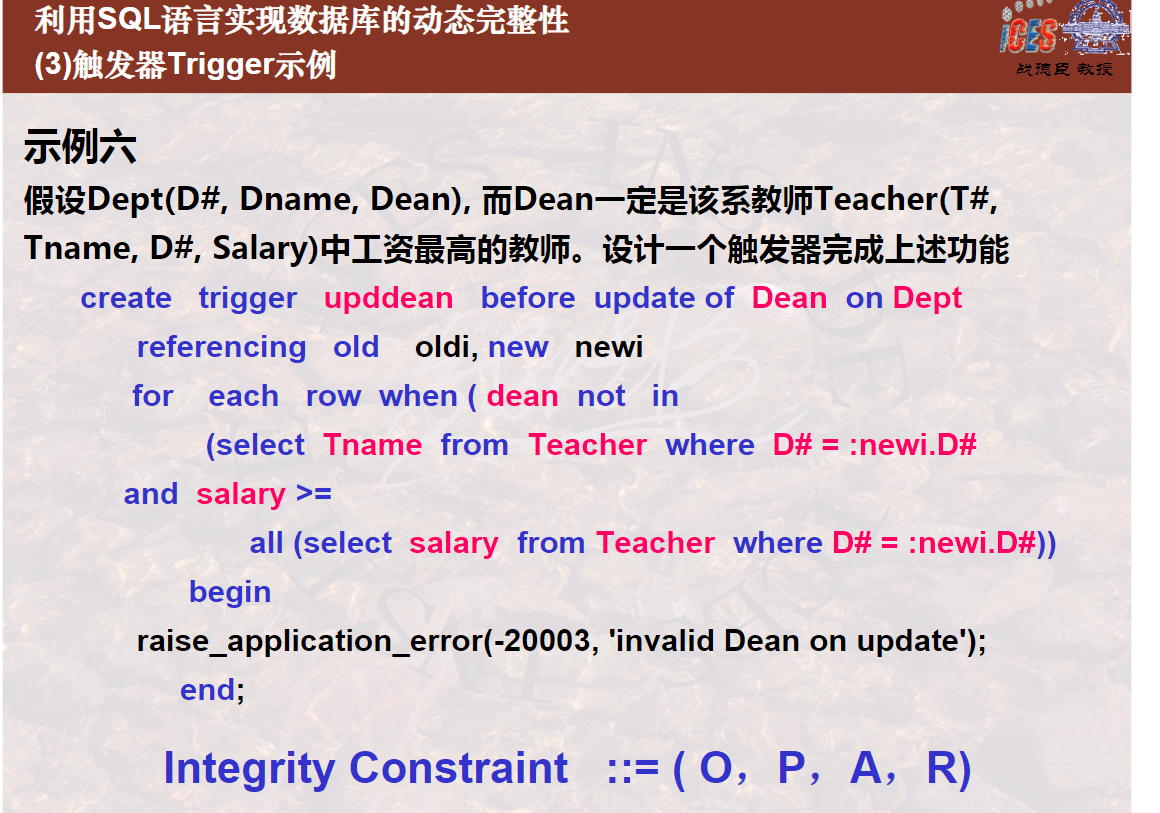 利用SQL语言实现数据库的动态完整性
(3)触发器Trigger示例
iCES
战德臣 教授
示例六
假设Dept(D#, Dname, Dean), 而Dean一定是该系教师Teacher(T#,
Tname, D#, Salary)中工资最高的教师。设计一个触发器完成上述功能
create trigger upddean before update of Dean on Dept
referencing old oldi, new newi
for each row when ( dean not in
(select Tname from Teacher where D# = :newi.D#
and salary >=
all (select salary from Teacher where D# = :newi.D#))
begin
raise_application_error(-20003, 'invalid Dean on update');
end;
Integrity Constraint ::= ( O，P，A，R)